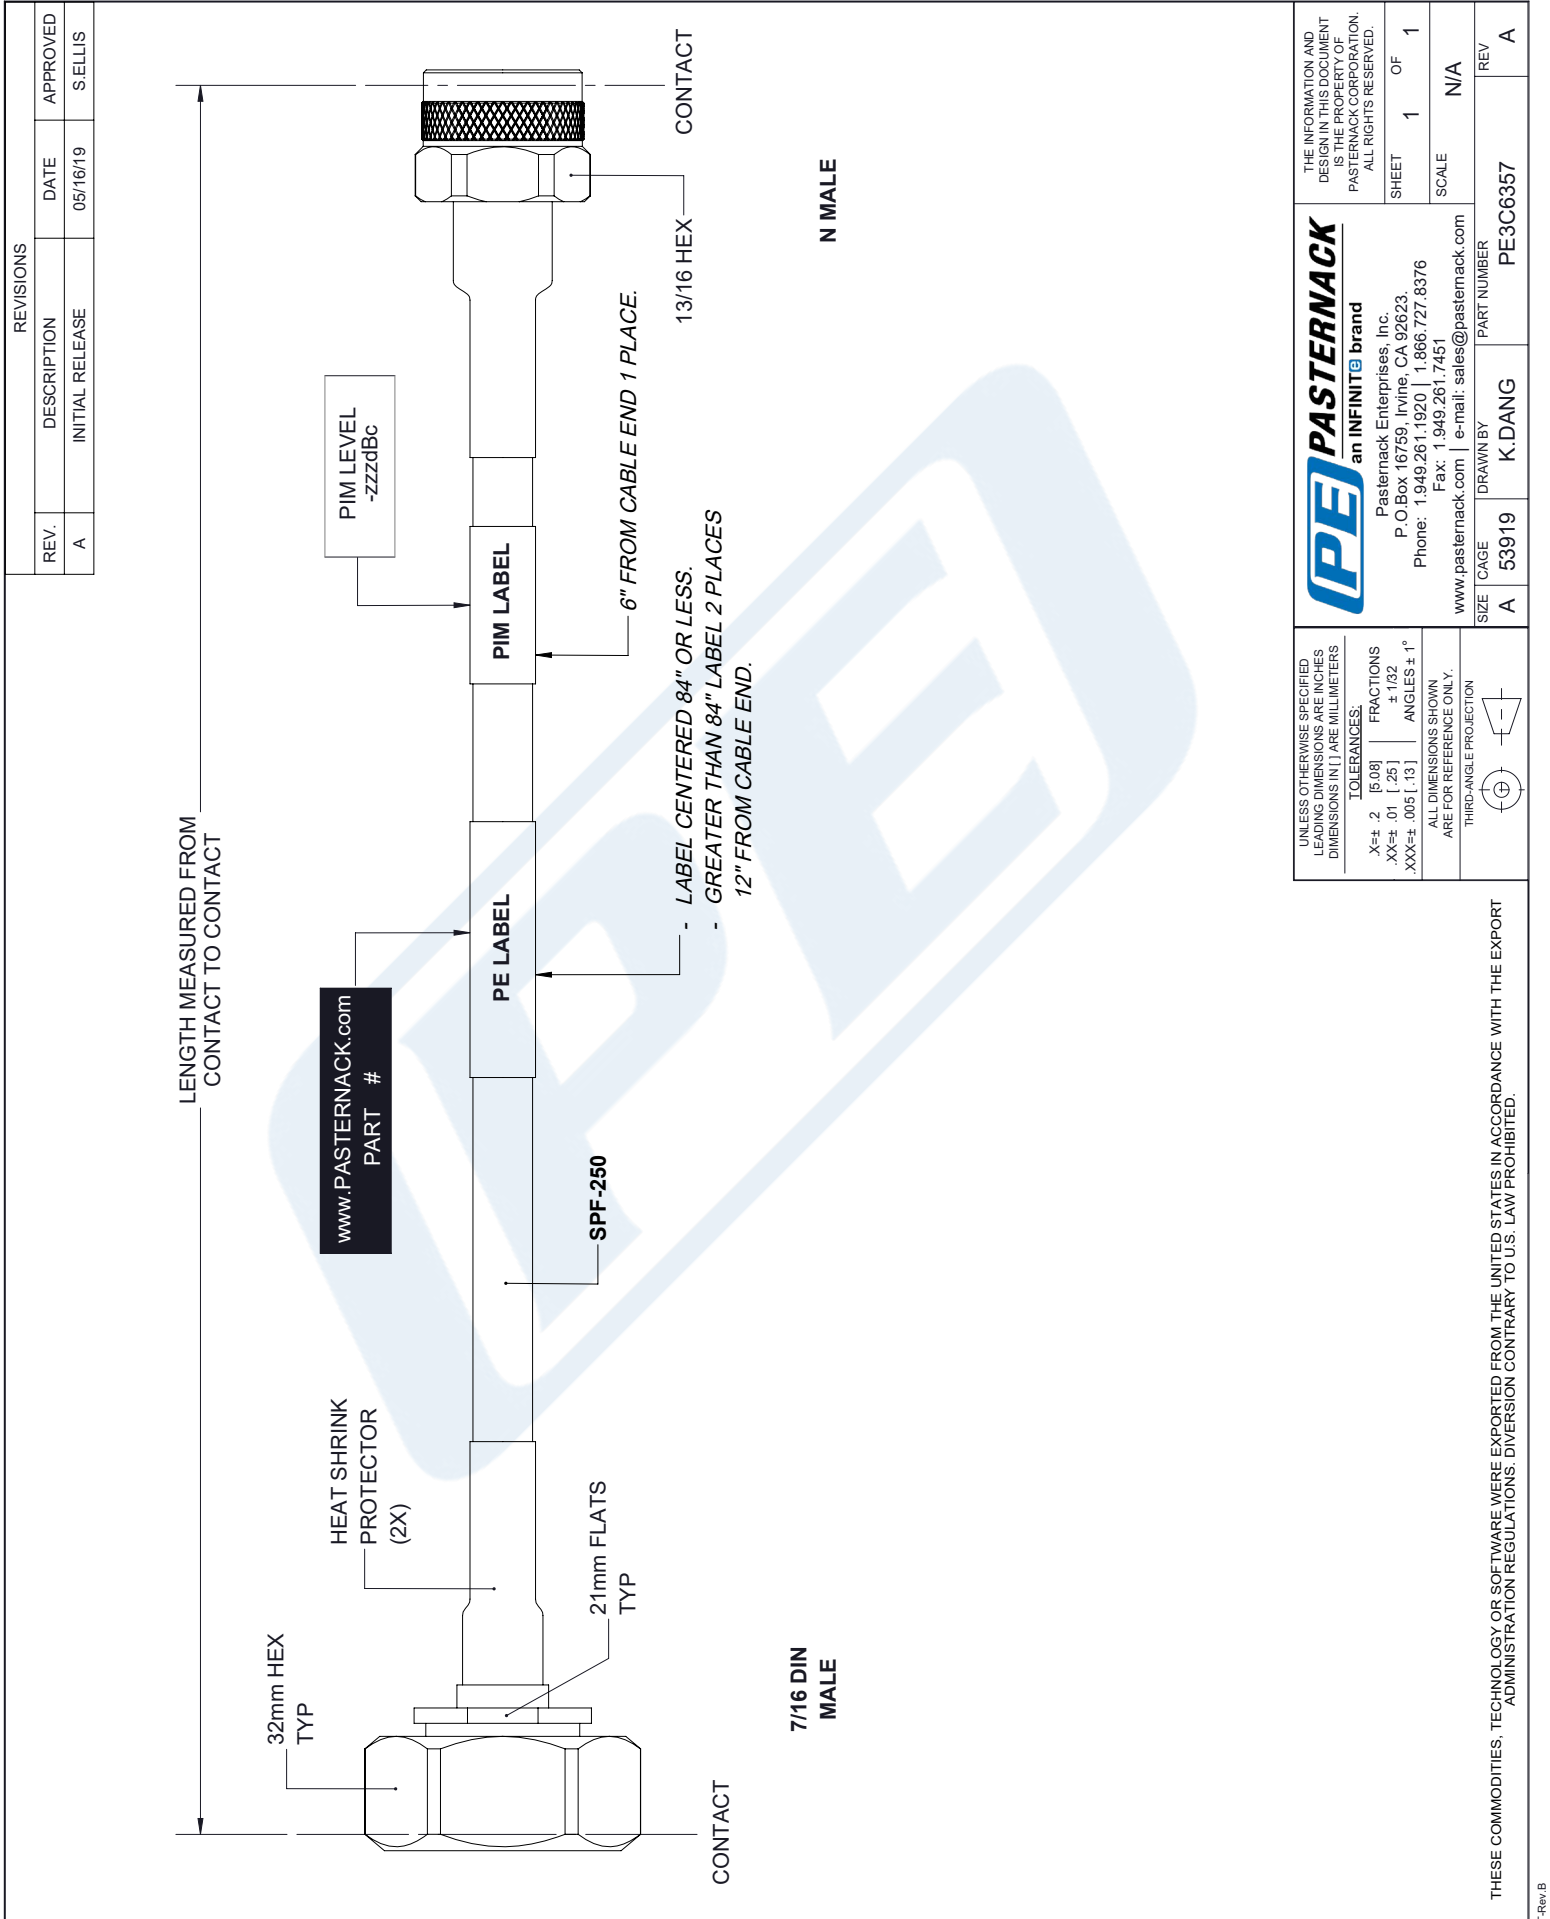 REVISIONS
REV. DESCRIPTION DATE APPROVED
A INITIAL RELEASE 05/16/19 S.ELLIS
LENGTH MEASURED FROM
CONTACT TO CONTACT
32mm HEX
TYP
HEAT SHRINK
PROTECTOR
(2X)
www.PASTERNACK.com
PART #
PIM LEVEL
-zzzdBc
PE LABEL
PIM LABEL
21mm FLATS
TYP
SPF-250
6" FROM CABLE END 1 PLACE.
- LABEL CENTERED 84" OR LESS.
- GREATER THAN 84" LABEL 2 PLACES
12" FROM CABLE END.
13/16 HEX
CONTACT
CONTACT
7/16 DIN
MALE
N MALE
UNLESS OTHERWISE SPECIFIED
LEADING DIMENSIONS ARE INCHES
DIMENSIONS IN [ ] ARE MILLIMETERS
TOLERANCES:
.X=± .2 [5.08] FRACTIONS
.XX=± .01 [ .25 ] ± 1/32
.XXX=± .005 [ .13 ] ANGLES ± 1°
ALL DIMENSIONS SHOWN
ARE FOR REFERENCE ONLY.
THIRD-ANGLE PROJECTION
PE PASTERNACK
an INFINITe brand
Pasternack Enterprises, Inc.
P.O.Box 16759, Irvine, CA 92623.
Phone: 1.949.261.1920 | 1.866.727.8376
Fax: 1.949.261.7451
www.pasternack.com | e-mail: sales@pasternack.com
THE INFORMATION AND
DESIGN IN THIS DOCUMENT
IS THE PROPERTY OF
PASTERNACK CORPORATION.
ALL RIGHTS RESERVED.
SHEET 1 OF 1
SCALE N/A
SIZE A
CAGE 53919
DRAWN BY K.DANG
PART NUMBER PE3C6357
REV A
THESE COMMODITIES, TECHNOLOGY OR SOFTWARE WERE EXPORTED FROM THE UNITED STATES IN ACCORDANCE WITH THE EXPORT
ADMINISTRATION REGULATIONS. DIVERSION CONTRARY TO U.S. LAW PROHIBITED.
-Rev.B
PE